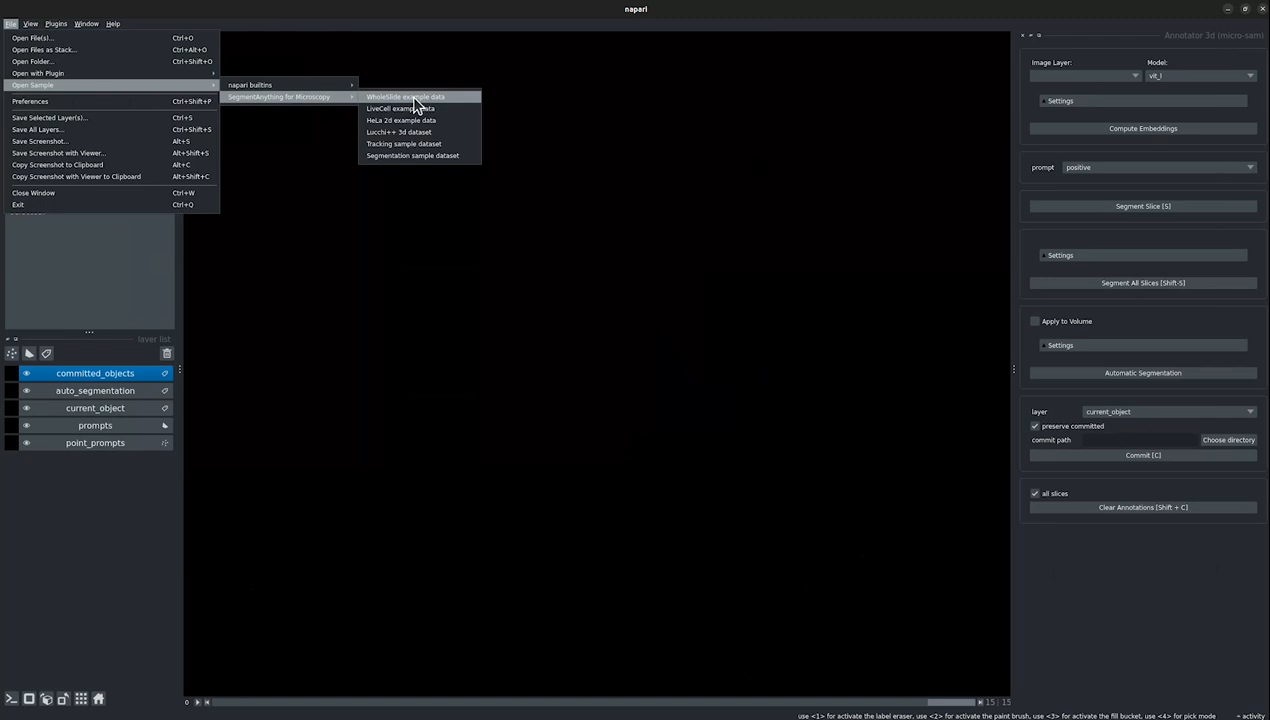 napari
File View Plugins Window Help
Open File(s)... Ctrl+O
Open Files as Stack... Ctrl+Alt+O
Open Folder... Ctrl+Shift+O
Open with Plugin
Open Sample
Preferences Ctrl+Shift+P
Save Selected Layer(s)... Ctrl+S
Save All Layers... Ctrl+Shift+S
Save Screenshot... Alt+S
Save Screenshot with Viewer... Alt+Shift+S
Copy Screenshot to Clipboard Alt+C
Copy Screenshot with Viewer to Clipboard Alt+Shift+C
Close Window Ctrl+W
Exit Ctrl+Q
napari builtins
SegmentAnything for Microscopy
WholeSlide example data
LiveCell example data
HeLa 2d example data
Lucchi++ 3d dataset
Tracking sample dataset
Segmentation sample dataset
layer list
committed_objects
auto_segmentation
current_object
prompts
point_prompts
0 15 15
Annotator 3d (micro-sam)
Image Layer: Model:
vit_l
Settings
Compute Embeddings
prompt positive
Segment Slice [S]
Settings
Segment All Slices [Shift-S]
Apply to Volume
Settings
Automatic Segmentation
layer current_object
preserve committed
commit path Choose directory
Commit [C]
all slices
Clear Annotations [Shift + C]
use <1> for activate the label eraser, use <2> for activate the paint brush, use <3> for activate the fill bucket, use <4> for pick mode activity